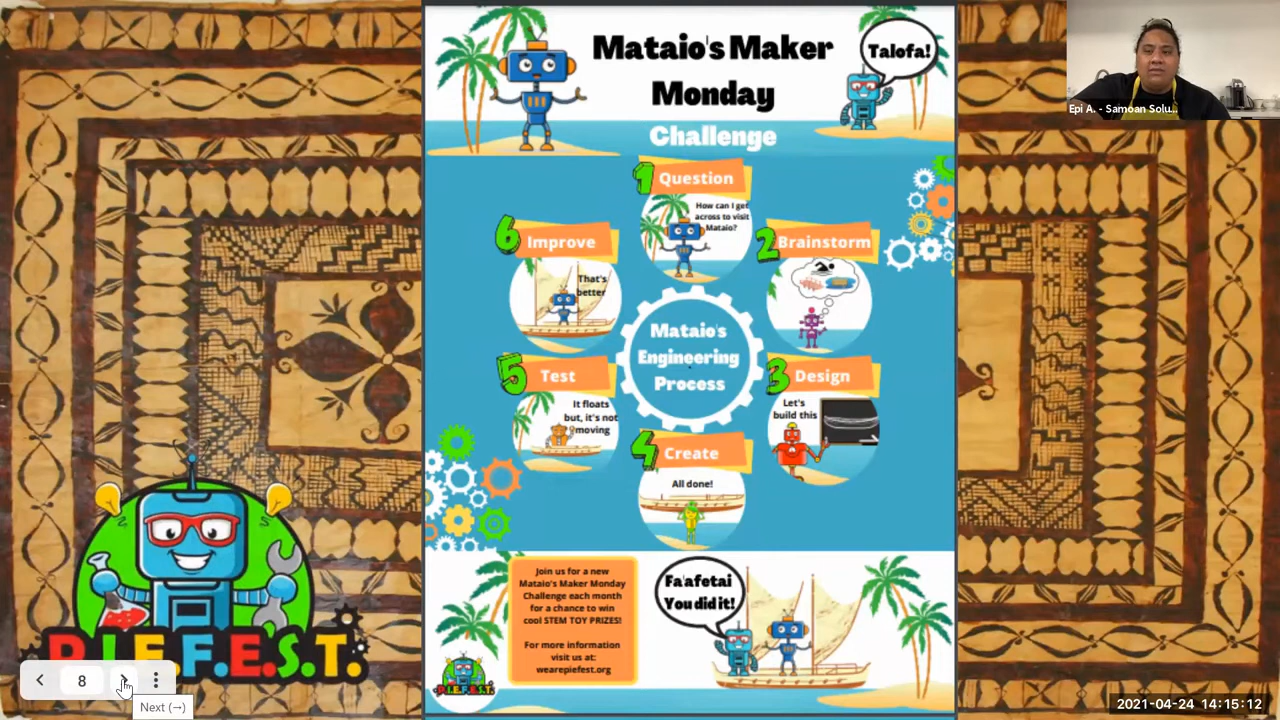 Mataio's Maker
Monday
Challenge
Talofa!
Epi A. - Samoan Solu...
1
Question
How can I get
across to visit
Mataio?
2
Brainstorm
3
Design
Let's
build this
4
Create
All done!
5
Test
It floats
but, it's not
moving
6
Improve
That's
better
Mataio's
Engineering
Process
Join us for a new
Mataio's Maker Monday
Challenge each month
for a chance to win
cool STEM TOY PRIZES!
For more information
visit us at:
wearepiefest.org
Fa'afetai
You did it!
P.I.E.F.E.S.T.
P.I.E.F.E.S.T.
8
Next (→)
2021-04-24 14:15:12